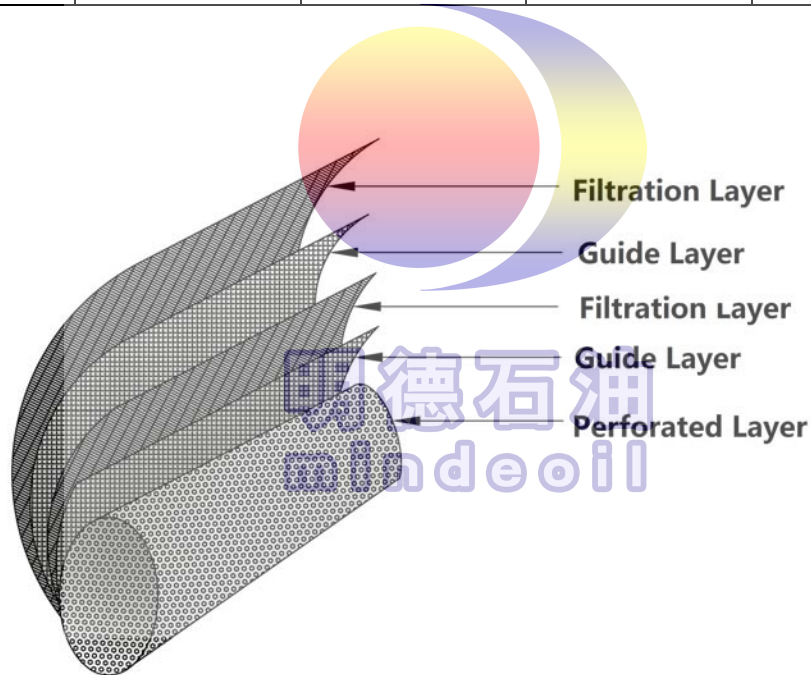 Filtration Layer
Guide Layer
Filtration Layer
Guide Layer
明德石油
Perforated Layer
mindeoil